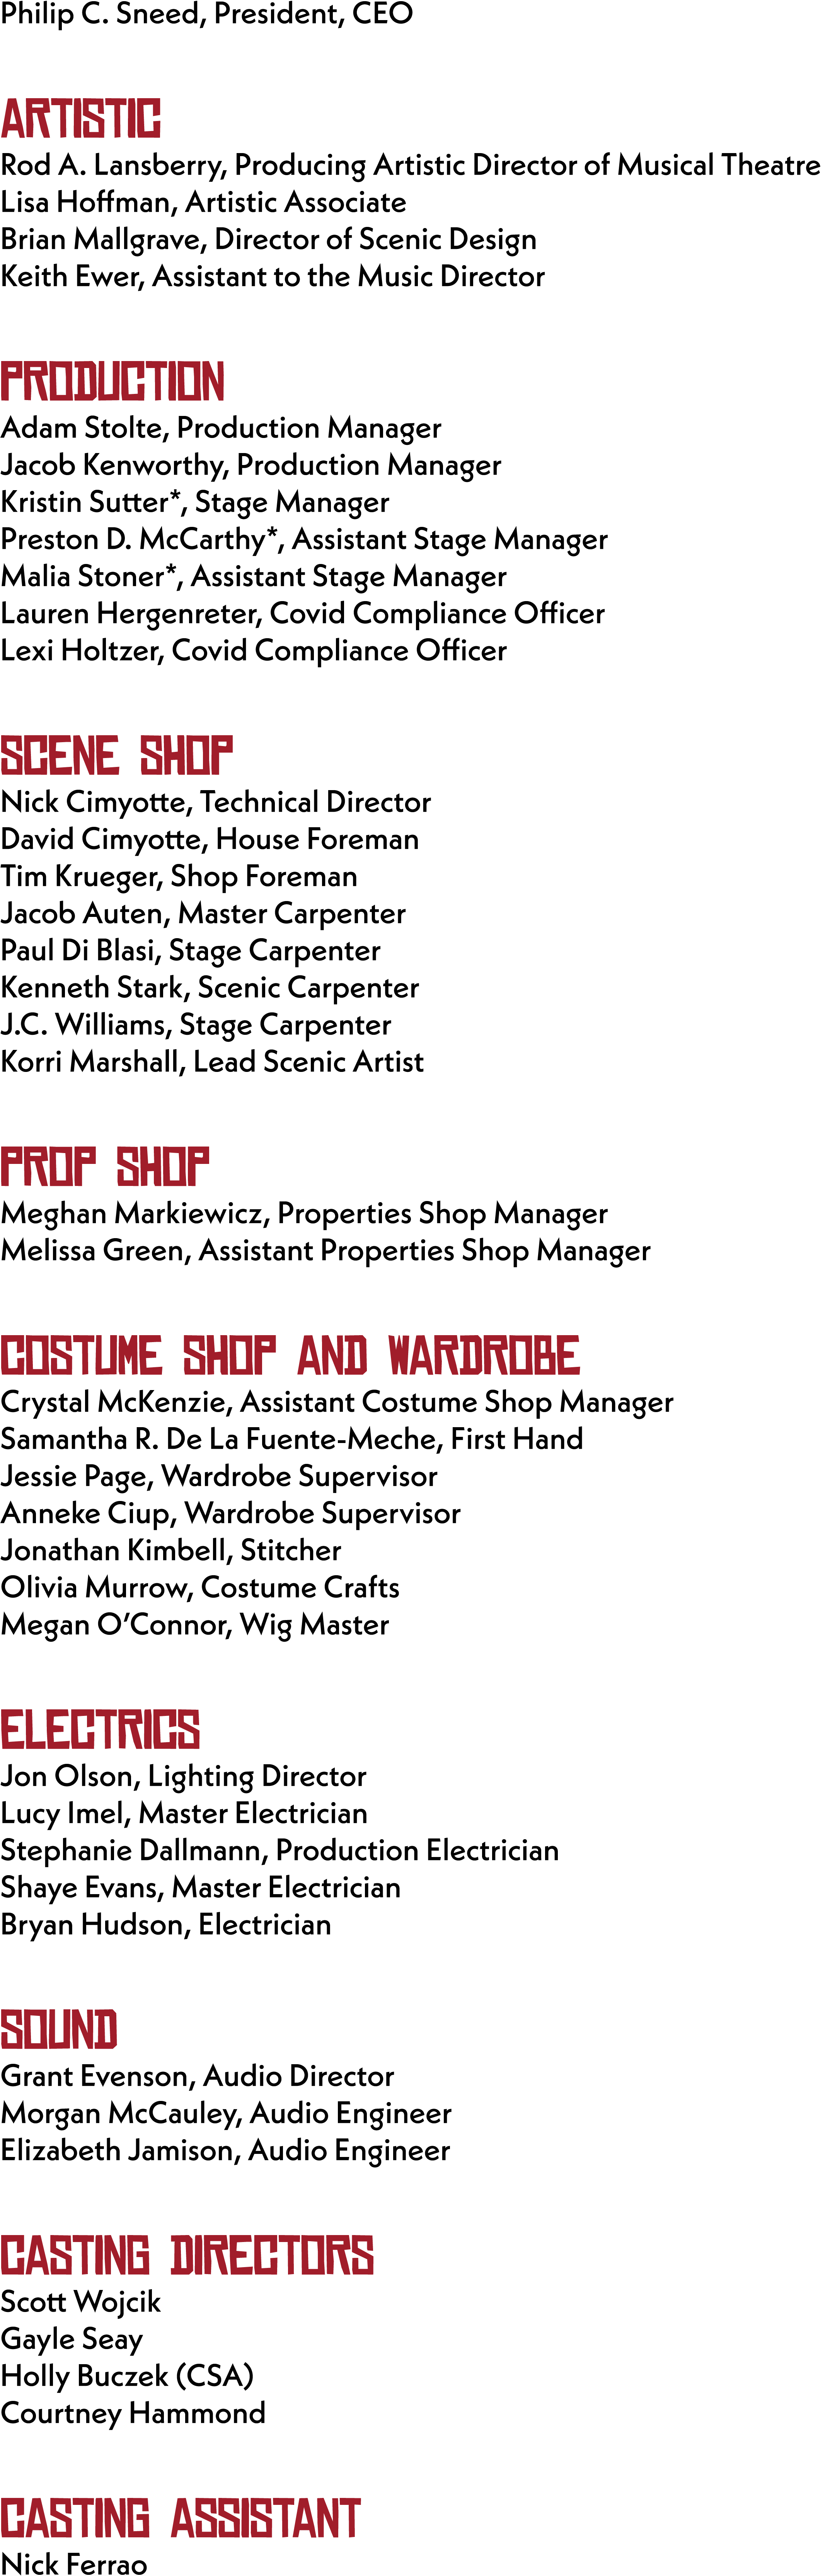 Philip C. Sneed, President, CEO
ARTISTIC
Rod A. Lansberry, Producing Artistic Director of Musical Theatre
Lisa Hoffman, Artistic Associate
Brian Mallgrave, Director of Scenic Design
Keith Ewer, Assistant to the Music Director
PRODUCTION
Adam Stolte, Production Manager
Jacob Kenworthy, Production Manager
Kristin Sutter*, Stage Manager
Preston D. McCarthy*, Assistant Stage Manager
Malia Stoner*, Assistant Stage Manager
Lauren Hergenreter, Covid Compliance Officer
Lexi Holtzer, Covid Compliance Officer
SCENE SHOP
Nick Cimyotte, Technical Director
David Cimyotte, House Foreman
Tim Krueger, Shop Foreman
Jacob Auten, Master Carpenter
Paul Di Blasi, Stage Carpenter
Kenneth Stark, Scenic Carpenter
J.C. Williams, Stage Carpenter
Korri Marshall, Lead Scenic Artist
PROP SHOP
Meghan Markiewicz, Properties Shop Manager
Melissa Green, Assistant Properties Shop Manager
COSTUME SHOP AND WARDROBE
Crystal McKenzie, Assistant Costume Shop Manager
Samantha R. De La Fuente-Meche, First Hand
Jessie Page, Wardrobe Supervisor
Anneke Ciup, Wardrobe Supervisor
Jonathan Kimbell, Stitcher
Olivia Murrow, Costume Crafts
Megan O’Connor, Wig Master
ELECTRICS
Jon Olson, Lighting Director
Lucy Imel, Master Electrician
Stephanie Dallmann, Production Electrician
Shaye Evans, Master Electrician
Bryan Hudson, Electrician
SOUND
Grant Evenson, Audio Director
Morgan McCauley, Audio Engineer
Elizabeth Jamison, Audio Engineer
CASTING DIRECTORS
Scott Wojcik
Gayle Seay
Holly Buczek (CSA)
Courtney Hammond
CASTING ASSISTANT
Nick Ferrao